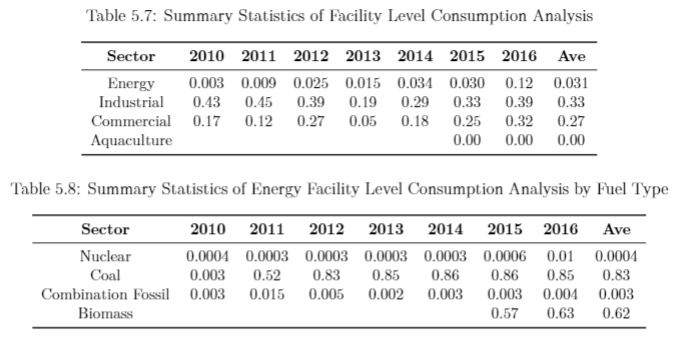 Table 5.7: Summary Statistics of Facility Level Consumption Analysis
Sector 2010 2011 2012 2013 2014 2015 2016 Ave
Energy 0.003 0.009 0.025 0.015 0.034 0.030 0.12 0.031
Industrial 0.43 0.45 0.39 0.19 0.29 0.33 0.39 0.33
Commercial 0.17 0.12 0.27 0.05 0.18 0.25 0.32 0.27
Aquaculture 0.00 0.00 0.00
Table 5.8: Summary Statistics of Energy Facility Level Consumption Analysis by Fuel Type
Sector 2010 2011 2012 2013 2014 2015 2016 Ave
Nuclear 0.0004 0.0003 0.0003 0.0003 0.0003 0.0006 0.01 0.0004
Coal 0.003 0.52 0.83 0.85 0.86 0.86 0.85 0.83
Combination Fossil 0.003 0.015 0.005 0.002 0.003 0.003 0.004 0.003
Biomass 0.57 0.63 0.62